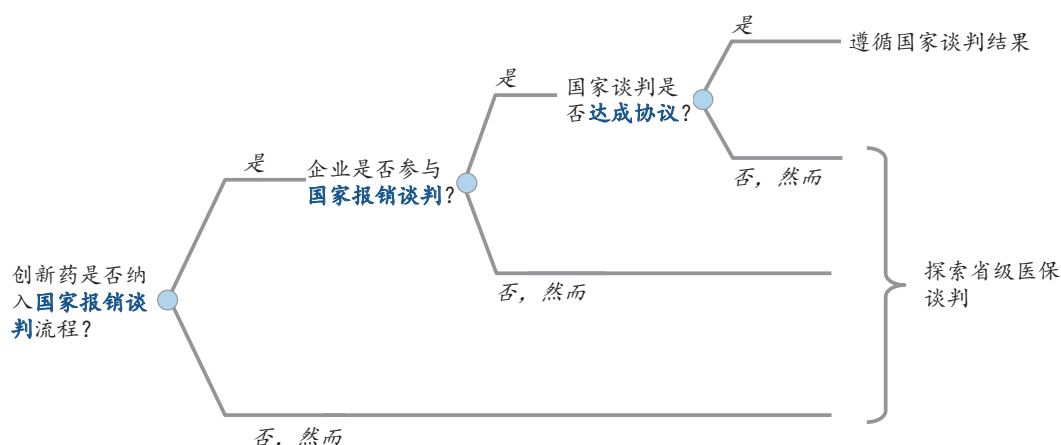 是
遵循国家谈判结果
是
国家谈判是
否达成协议？
否，然而
是
企业是否参与
国家报销谈判？
否，然而
创新药是否纳
入国家报销谈
判流程？
探索省级医保
谈判
否，然而